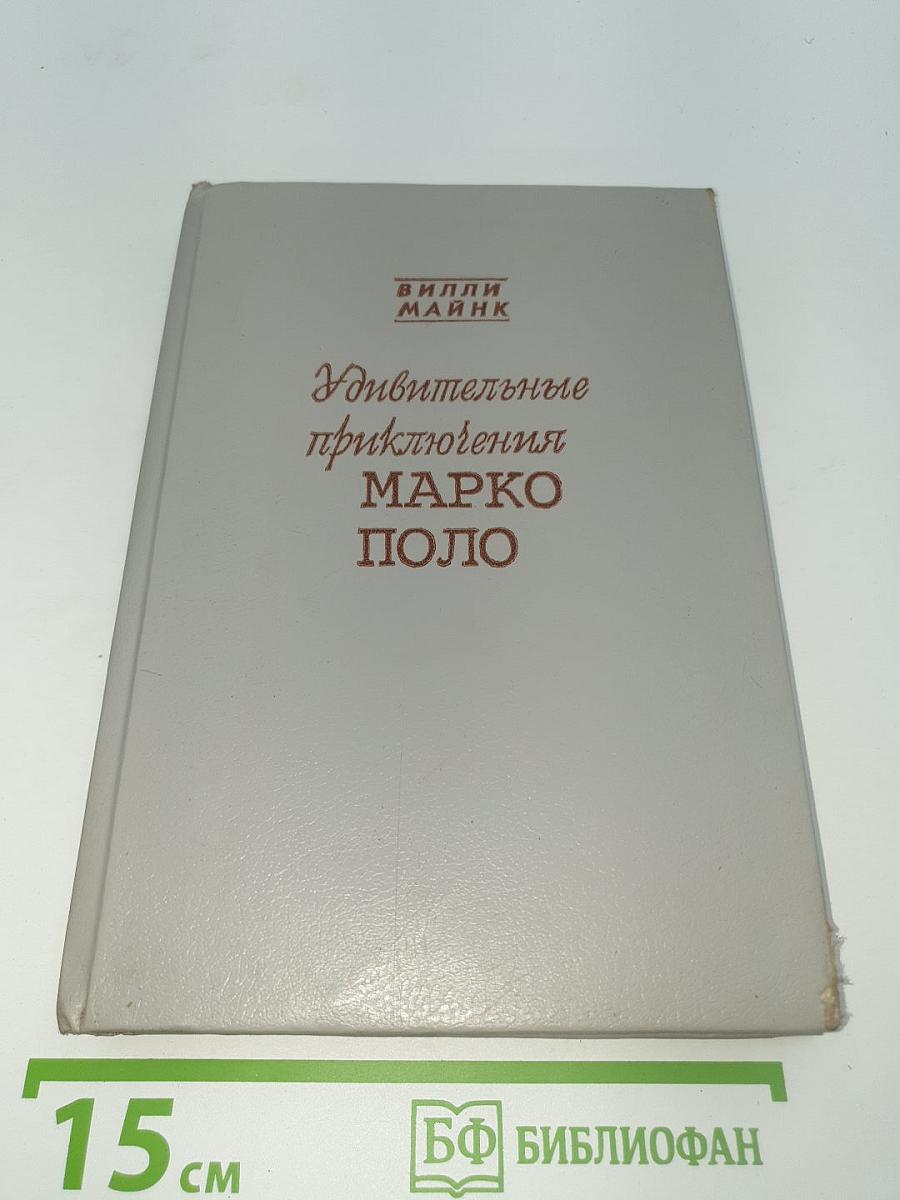 ВИЛЛИ
МАЙНК
Удивительные
приключения
МАРКО
ПОЛО
15 см
БФ БИБЛИОФАН